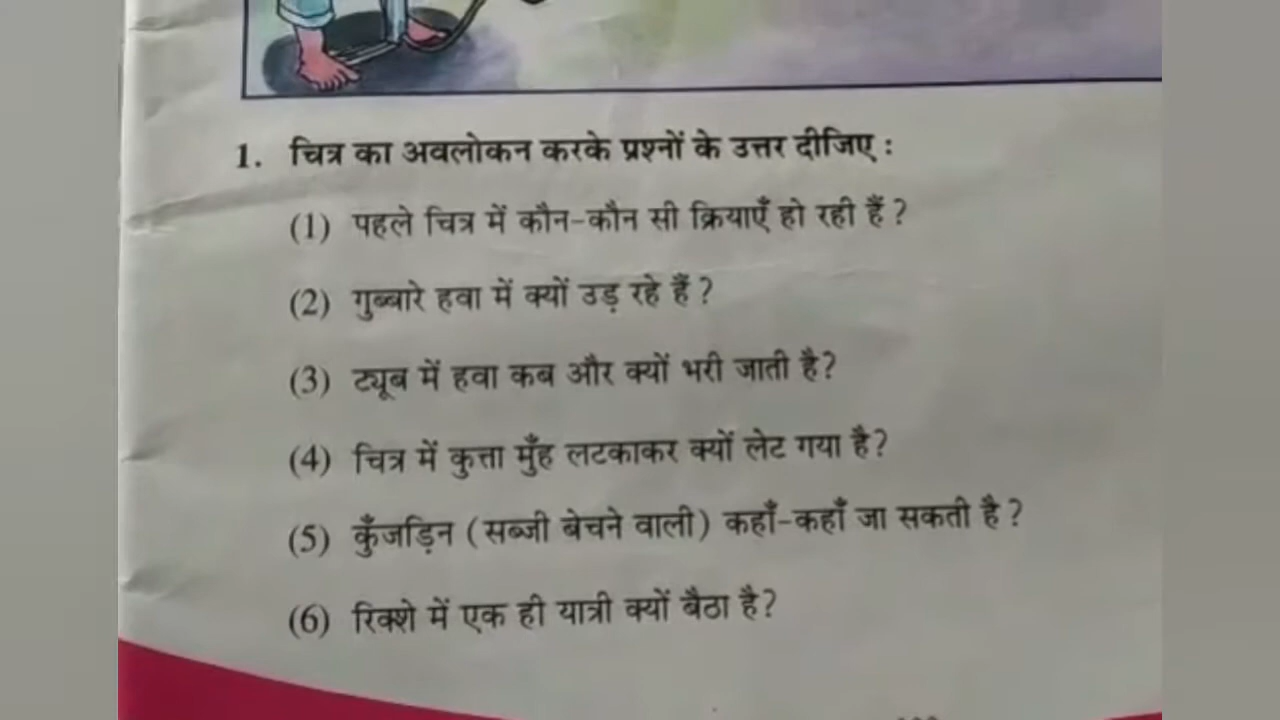 1. चित्र का अवलोकन करके प्रश्नों के उत्तर दीजिए :
(1) पहले चित्र में कौन-कौन सी क्रियाएँ हो रही हैं ?
(2) गुब्बारे हवा में क्यों उड़ रहे हैं ?
(3) ट्यूब में हवा कब और क्यों भरी जाती है?
(4) चित्र में कुत्ता मुँह लटकाकर क्यों लेट गया है?
(5) कुँजड़िन (सब्जी बेचने वाली) कहाँ-कहाँ जा सकती है ?
(6) रिक्शे में एक ही यात्री क्यों बैठा है?